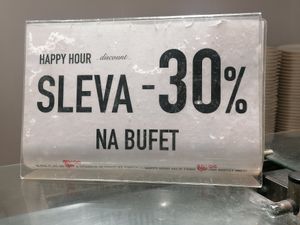 HAPPY HOUR discount
SLEVA -30%
NA BUFET